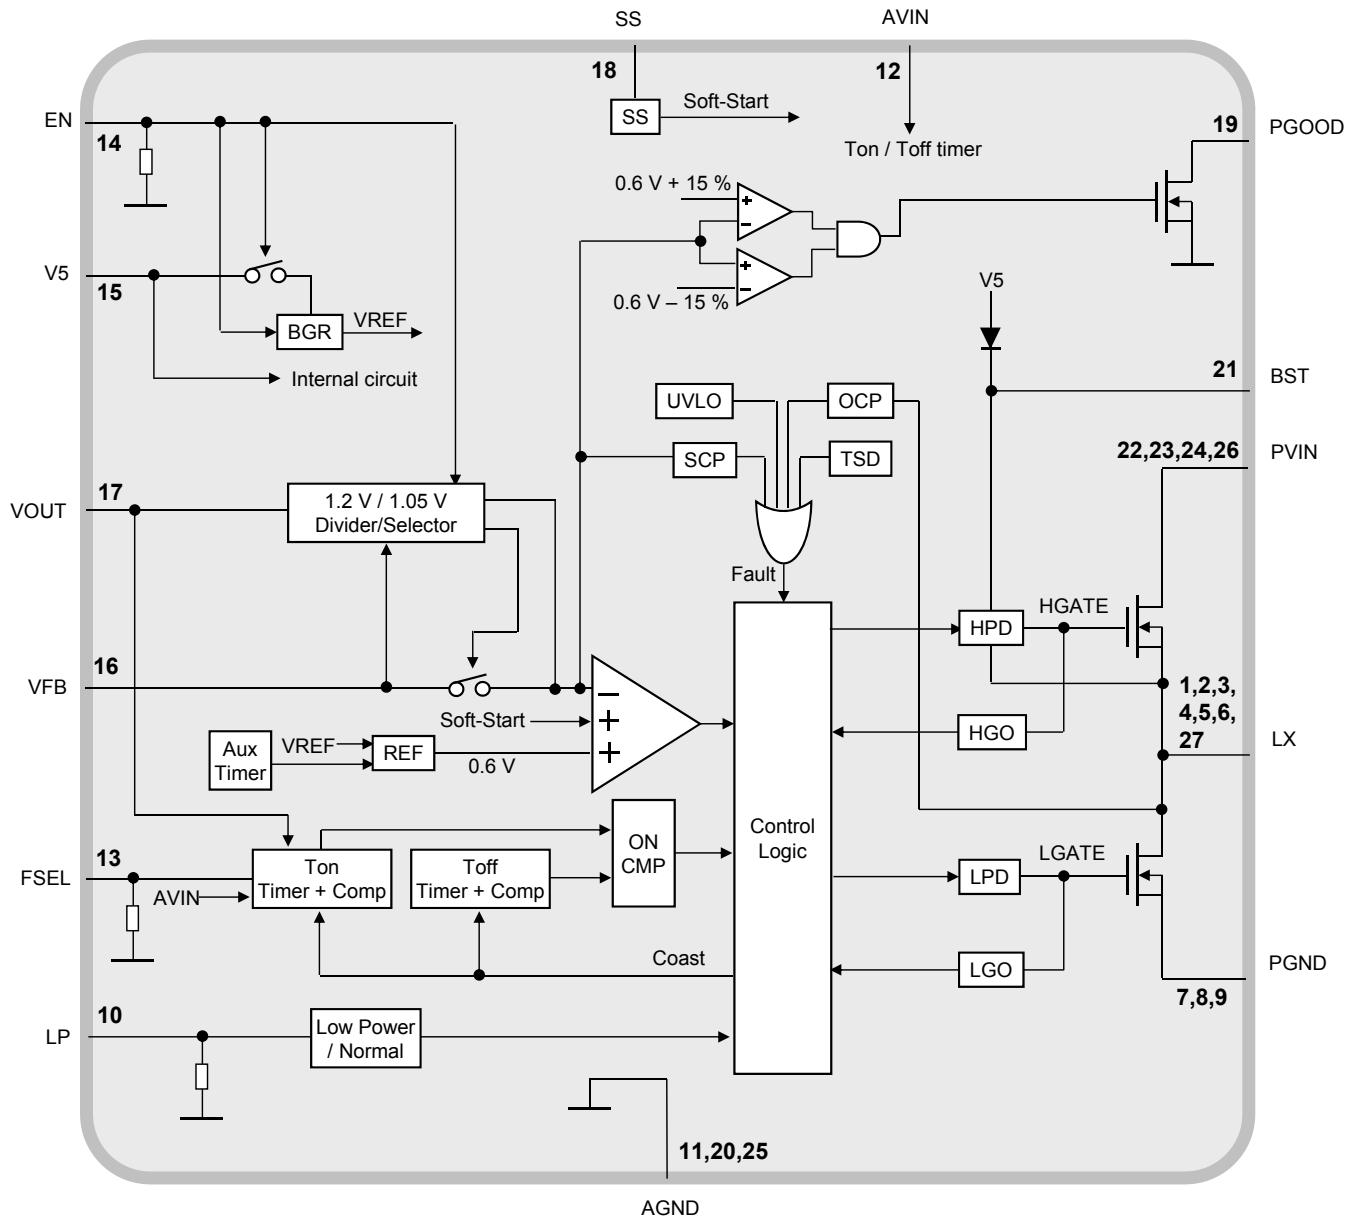 SS
AVIN
18
12
SS
Soft-Start
Ton / Toff timer
EN
14
19
PGOOD
0.6 V + 15 %
+
−
+
−
0.6 V – 15 %
V5
15
BGR
VREF
Internal circuit
V5
21
BST
UVLO
OCP
SCP
TSD
22,23,24,26
PVIN
17
VOUT
1.2 V / 1.05 V
Divider/Selector
Fault
HPD
HGATE
16
VFB
−
+
+
Soft-Start
Aux
Timer
VREF
REF
0.6 V
HGO
1,2,3,
4,5,6,
27
LX
Control
Logic
13
FSEL
AVIN
Ton
Timer + Comp
Toff
Timer + Comp
ON
CMP
LPD
LGATE
Coast
LGO
PGND
7,8,9
10
LP
Low Power
/ Normal
11,20,25
AGND